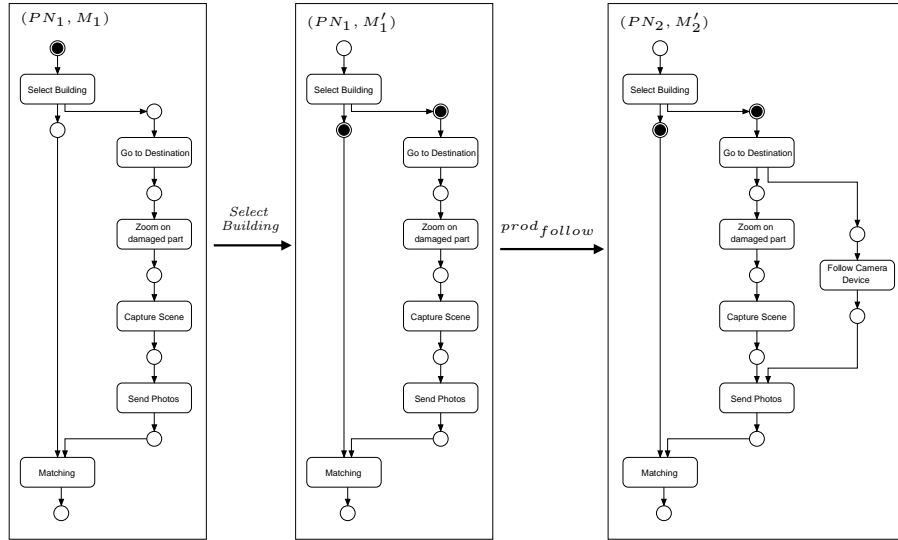 (PN₁, M₁)
Select Building
Go to Destination
Zoom on
damaged part
Capture Scene
Send Photos
Matching
Select
Building
(PN₁, M′₁)
Select Building
Go to Destination
Zoom on
damaged part
Capture Scene
Send Photos
Matching
prod follow
(PN₂, M′₂)
Select Building
Go to Destination
Zoom on
damaged part
Follow Camera
Device
Capture Scene
Send Photos
Matching